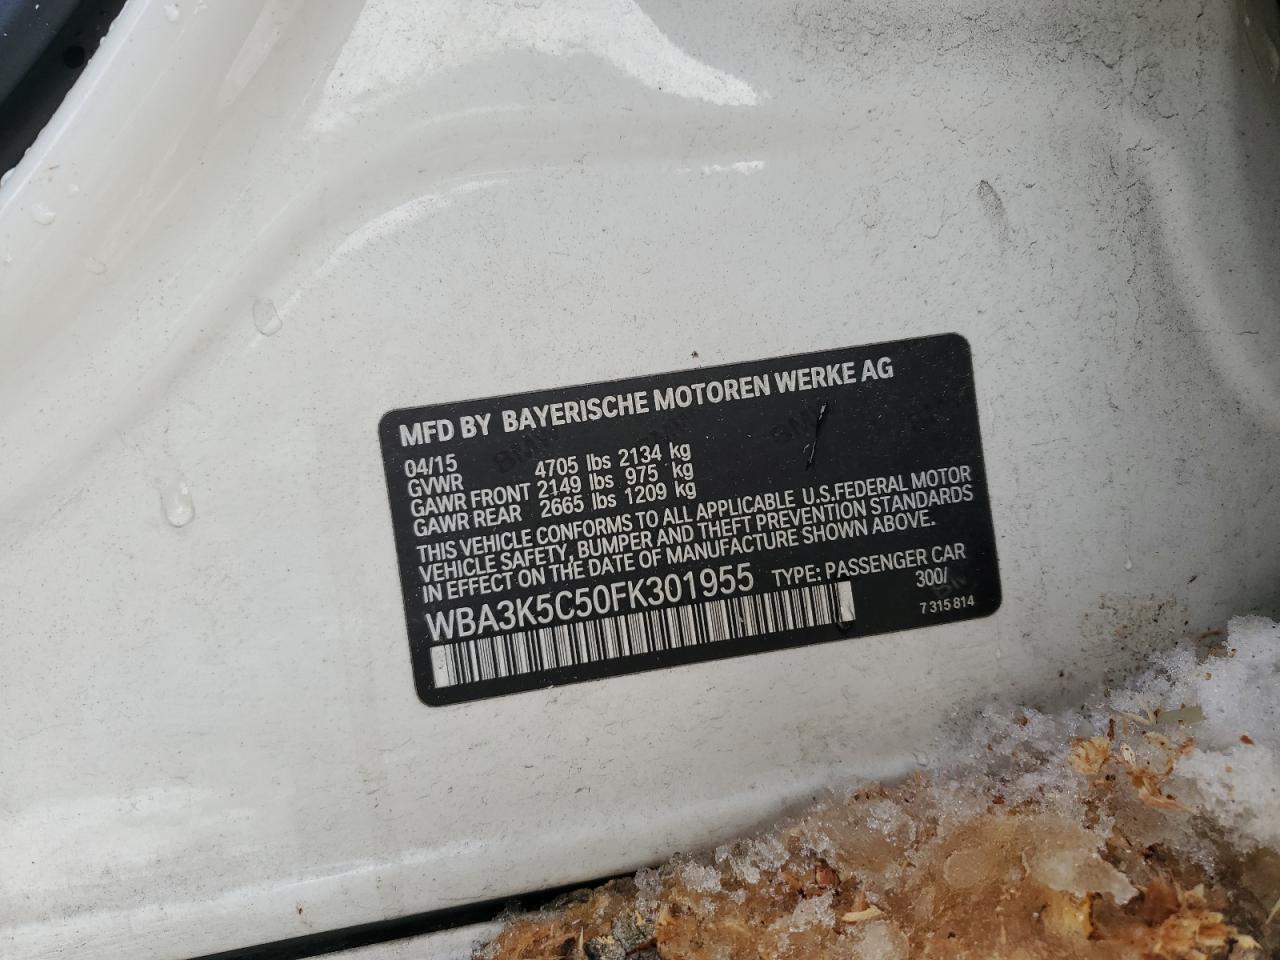 MFD BY BAYERISCHE MOTOREN WERKE AG
04/15
GVWR 4705 lbs 2134 kg
GAWR FRONT 2149 lbs 975 kg
GAWR REAR 2665 lbs 1209 kg
THIS VEHICLE CONFORMS TO ALL APPLICABLE U.S.FEDERAL MOTOR
VEHICLE SAFETY, BUMPER AND THEFT PREVENTION STANDARDS
IN EFFECT ON THE DATE OF MANUFACTURE SHOWN ABOVE.
WBA3K5C50FK301955 TYPE: PASSENGER CAR
300/
7 315 814